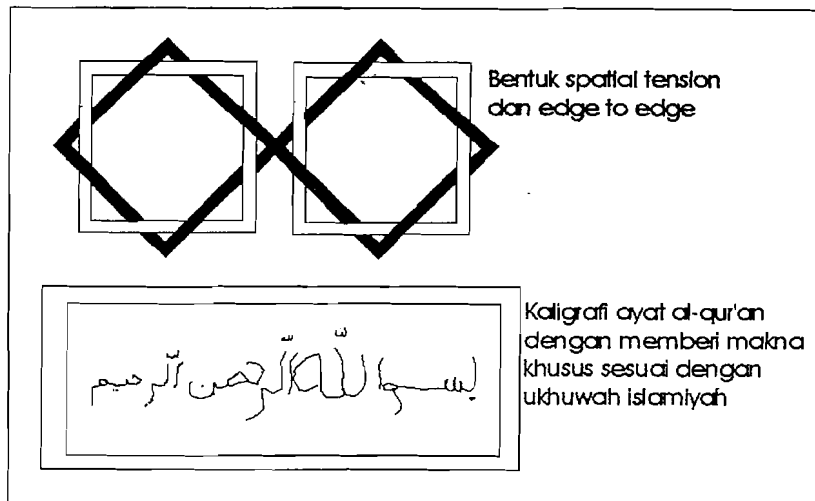 Bentuk spatial tension
dan edge to edge
Kaligrafi ayat al-qur'an
dengan memberi makna
khusus sesuai dengan
ukhuwah islamiyah
بسم الله الرحمن الرحيم